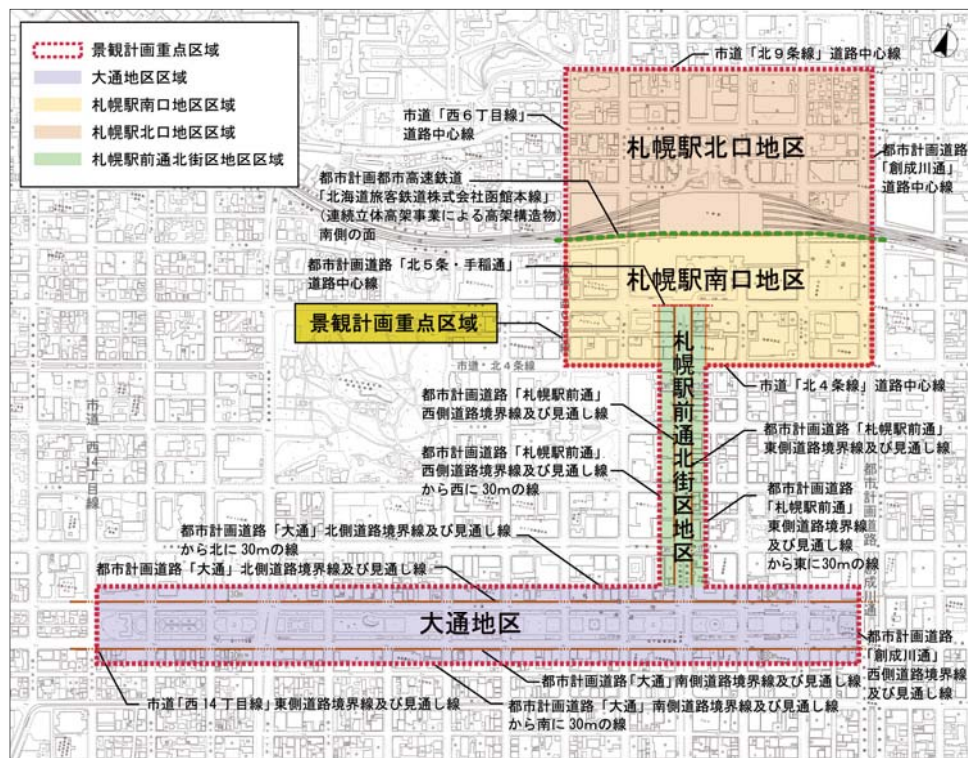 景観計画重点区域
大通地区区域
札幌駅南口地区区域
札幌駅北口地区区域
札幌駅前通北街区地区区域
市道「北9条線」道路中心線
市道「西6丁目線」
道路中心線
札幌駅北口地区
都市計画道路
「創成川通」
道路中心線
都市計画都市高速鉄道
「北海道旅客鉄道株式会社函館本線」
(連続立体高架事業による高架構造物)
南側の面
都市計画道路「北5条・手稲通」
道路中心線
札幌駅南口地区
景観計画重点区域
市道・北4条線
市道「北4条線」道路中心線
札幌駅前通北街区地区
都市計画道路「札幌駅前通」
西側道路境界線及び見通し線
都市計画道路「札幌駅前通」
東側道路境界線及び見通し線
都市計画道路「札幌駅前通」
西側道路境界線及び見通し線
から西に30mの線
都市計画道路
「札幌駅前通」
東側道路境界線
及び見通し線
から東に30mの線
市道 西14丁目線
都市計画道路 創成川通
都市計画道路「大通」北側道路境界線及び見通し線
から北に30mの線
都市計画道路「大通」北側道路境界線及び見通し線
大通地区
都市計画道路
「創成川通」
西側道路境界線
及び見通し線
都市計画道路「大通」南側道路境界線及び見通し線
市道「西14丁目線」東側道路境界線及び見通し線
都市計画道路「大通」南側道路境界線及び見通し線
から南に30mの線